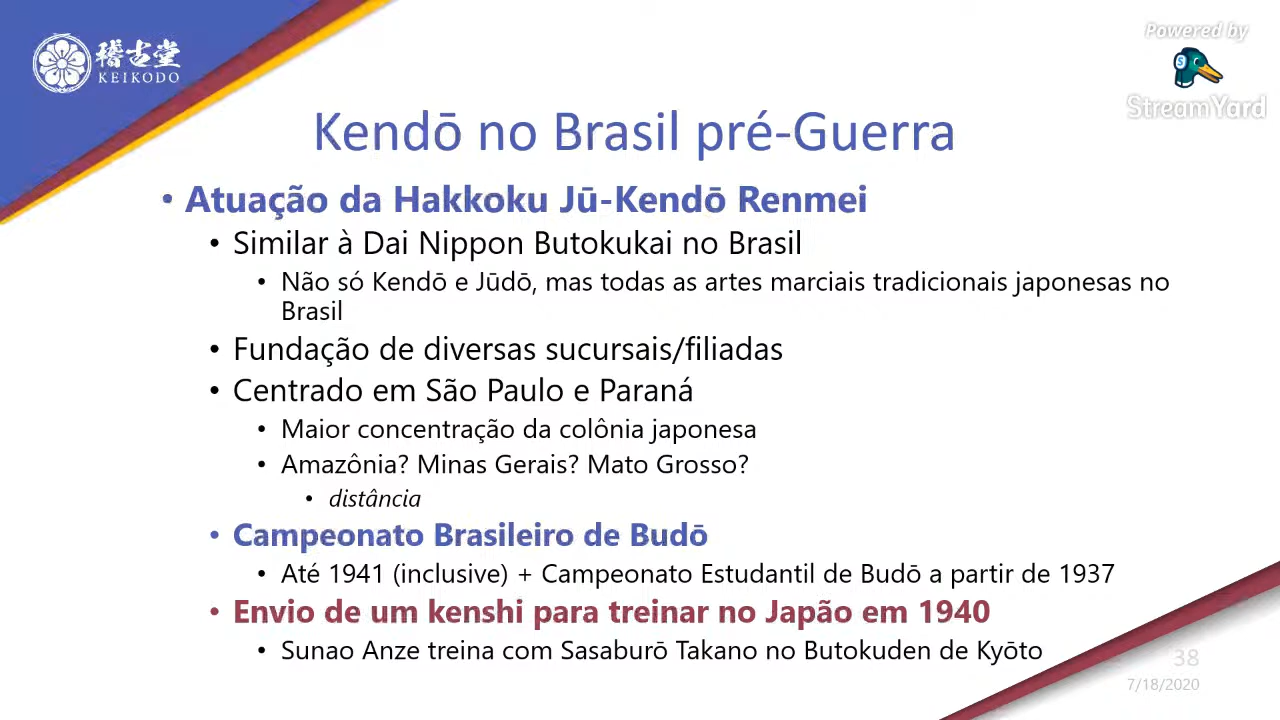 稽古堂
KEIKODO
Powered by
StreamYard
Kendō no Brasil pré-Guerra
• Atuação da Hakkoku Jū-Kendō Renmei
• Similar à Dai Nippon Butokukai no Brasil
• Não só Kendō e Jūdō, mas todas as artes marciais tradicionais japonesas no
Brasil
• Fundação de diversas sucursais/filiadas
• Centrado em São Paulo e Paraná
• Maior concentração da colônia japonesa
• Amazônia? Minas Gerais? Mato Grosso?
• distância
• Campeonato Brasileiro de Budō
• Até 1941 (inclusive) + Campeonato Estudantil de Budō a partir de 1937
• Envio de um kenshi para treinar no Japão em 1940
• Sunao Anze treina com Sasaburō Takano no Butokuden de Kyōto
38
7/18/2020